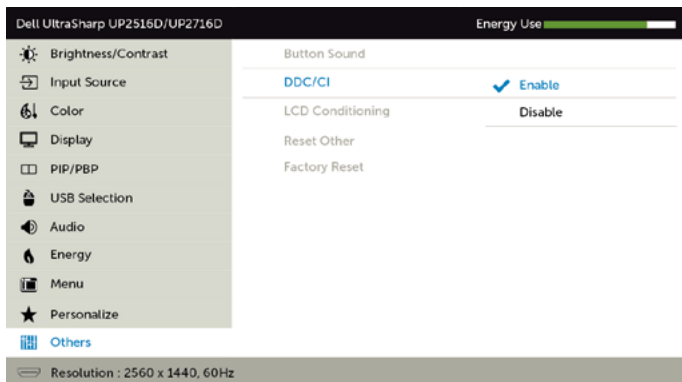 Dell UltraSharp UP2516D/UP2716D
Energy Use
Brightness/Contrast
Button Sound
Input Source
DDC/CI
Enable
Color
LCD Conditioning
Disable
Display
Reset Other
PIP/PBP
Factory Reset
USB Selection
Audio
Energy
Menu
Personalize
Others
Resolution : 2560 x 1440, 60Hz